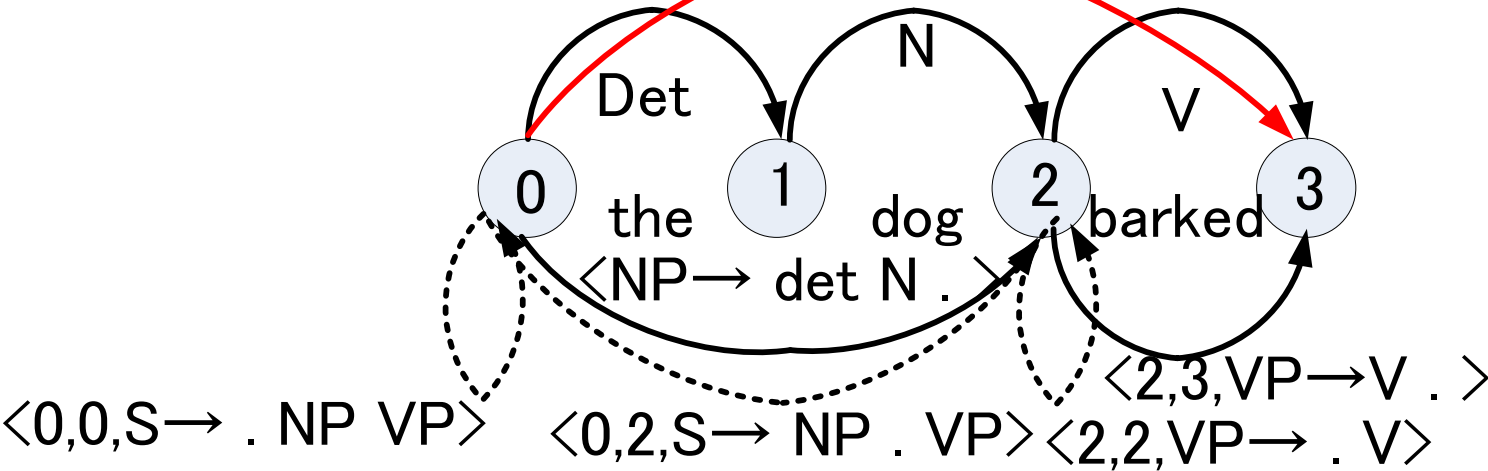 N
Det
V
0
1
2
3
the
dog
barked
<NP→ det N . >
<2,3,VP→V . >
<0,0,S→ . NP VP>
<0,2,S→ NP . VP>
<2,2,VP→ . V>